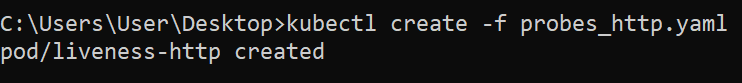 C:\Users\User\Desktop>kubectl create -f probes_http.yaml
pod/liveness-http created